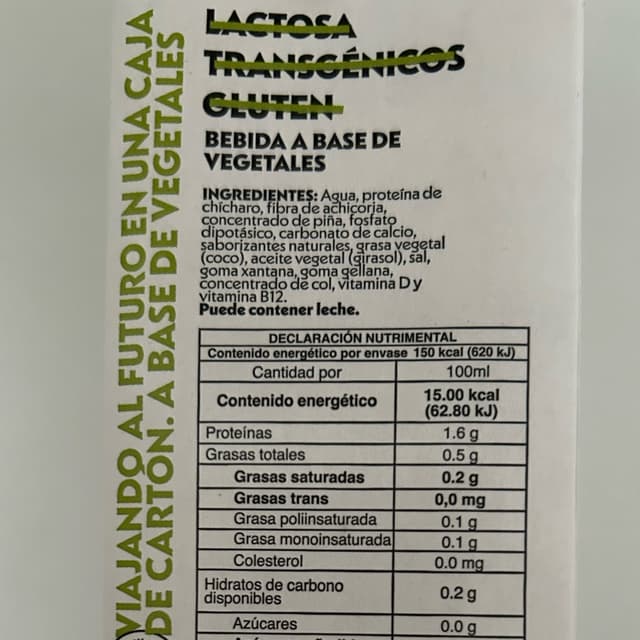 VIAJANDO AL FUTURO EN UNA CAJA
DE CARTÓN. A BASE DE VEGETALES
LACTOSA
TRANSGÉNICOS
GLUTEN
BEBIDA A BASE DE
VEGETALES
INGREDIENTES: Agua, proteína de
chícharo, fibra de achicoria,
concentrado de piña, fosfato
dipotásico, carbonato de calcio,
saborizantes naturales, grasa vegetal
(coco), aceite vegetal (girasol), sal,
goma xantana, goma gellana,
concentrado de col, vitamina D y
vitamina B12.
Puede contener leche.
DECLARACIÓN NUTRIMENTAL
Contenido energético por envase 150 kcal (620 kJ)
Cantidad por 100ml
Contenido energético 15.00 kcal
(62.80 kJ)
Proteínas 1.6 g
Grasas totales 0.5 g
Grasas saturadas 0.2 g
Grasas trans 0,0 mg
Grasa poliinsaturada 0.1 g
Grasa monoinsaturada 0.1 g
Colesterol 0.0 mg
Hidratos de carbono
disponibles 0.2 g
Azúcares 0.0 g